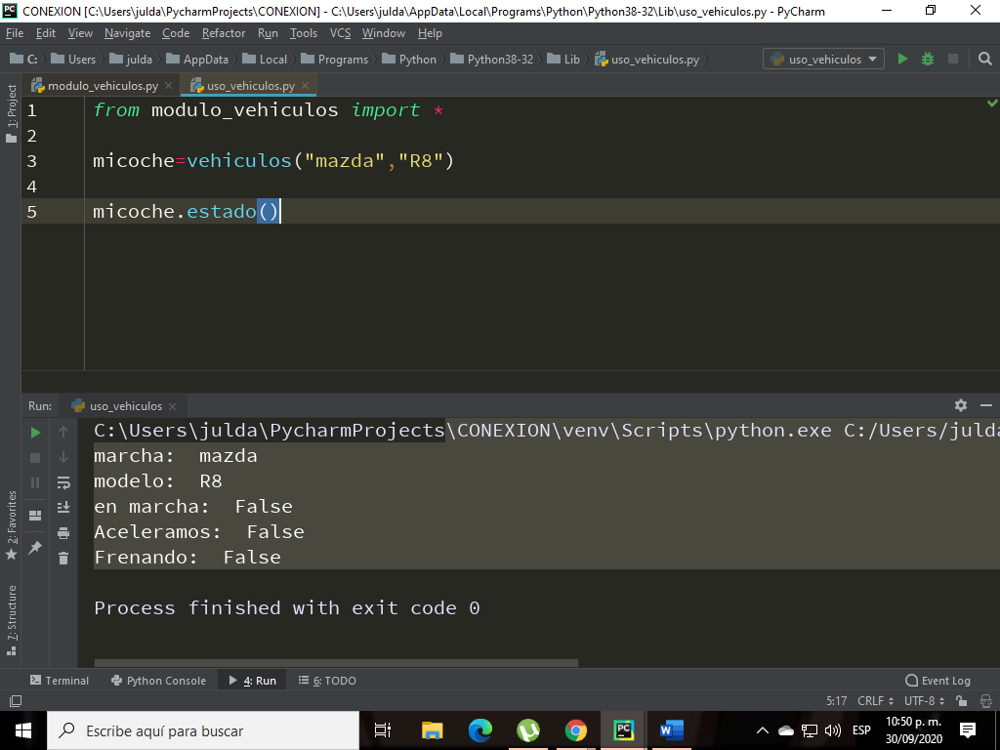 CONEXION [C:\Users\julda\PycharmProjects\CONEXION] - C:\Users\julda\AppData\Local\Programs\Python\Python38-32\Lib\uso_vehiculos.py - PyCharm
File Edit View Navigate Code Refactor Run Tools VCS Window Help
C: Users julda AppData Local Programs Python Python38-32 Lib uso_vehiculos.py uso_vehiculos
modulo_vehiculos.py uso_vehiculos.py
1: Project
1 from modulo_vehiculos import *
2
3 micoche=vehiculos("mazda","R8")
4
5 micoche.estado()
Run: uso_vehiculos
C:\Users\julda\PycharmProjects\CONEXION\venv\Scripts\python.exe C:/Users/julda
marcha:  mazda
modelo:  R8
en marcha:  False
Aceleramos:  False
Frenando:  False
Process finished with exit code 0
2: Favorites
7: Structure
Terminal Python Console 4: Run 6: TODO Event Log
5:17 CRLF UTF-8
Escribe aquí para buscar
ESP
10:50 p. m.
30/09/2020